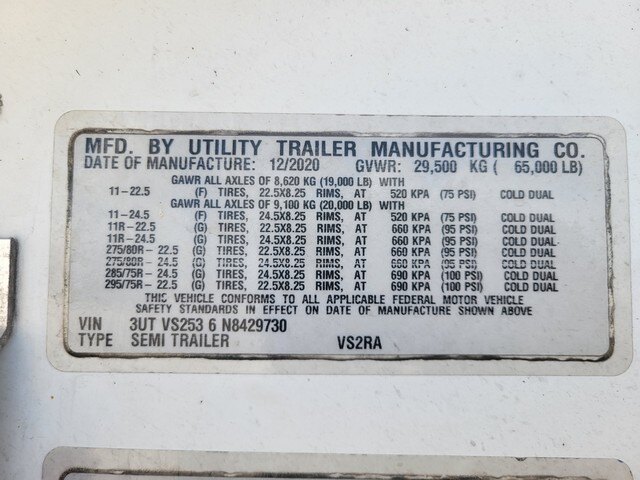 MFD. BY UTILITY TRAILER MANUFACTURING CO.
DATE OF MANUFACTURE: 12/2020 GVWR: 29,500 KG ( 65,000 LB)
GAWR ALL AXLES OF 8,620 KG (19,000 LB) WITH
11-22.5 (F) TIRES, 22.5X8.25 RIMS, AT 520 KPA (75 PSI) COLD DUAL
GAWR ALL AXLES OF 9,100 KG (20,000 LB) WITH
11-24.5 (F) TIRES, 24.5X8.25 RIMS, AT 520 KPA (75 PSI) COLD DUAL
11R-22.5 (G) TIRES, 22.5X8.25 RIMS, AT 660 KPA (95 PSI) COLD DUAL
11R-24.5 (G) TIRES, 24.5X8.25 RIMS, AT 660 KPA (95 PSI) COLD DUAL
275/80R-22.5 (G) TIRES, 22.5X8.25 RIMS, AT 660 KPA (95 PSI) COLD DUAL
275/80R-24.5 (G) TIRES, 24.5X8.25 RIMS, AT 660 KPA (95 PSI) COLD DUAL
285/75R-24.5 (G) TIRES, 24.5X8.25 RIMS, AT 690 KPA (100 PSI) COLD DUAL
295/75R-22.5 (G) TIRES, 22.5X8.25 RIMS, AT 690 KPA (100 PSI) COLD DUAL
THIS VEHICLE CONFORMS TO ALL APPLICABLE FEDERAL MOTOR VEHICLE
SAFETY STANDARDS IN EFFECT ON DATE OF MANUFACTURE SHOWN ABOVE
VIN 3UT VS253 6 N8429730
TYPE SEMI TRAILER VS2RA